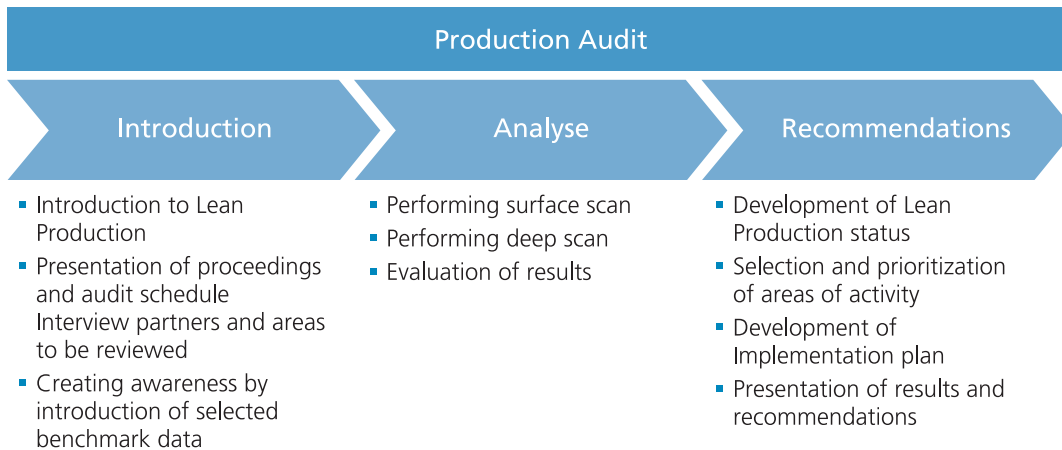 Production Audit
Introduction
Analyse
Recommendations
▪ Introduction to Lean
Production
▪ Presentation of proceedings
and audit schedule
Interview partners and areas
to be reviewed
▪ Creating awareness by
introduction of selected
benchmark data
▪ Performing surface scan
▪ Performing deep scan
▪ Evaluation of results
▪ Development of Lean
Production status
▪ Selection and prioritization
of areas of activity
▪ Development of
Implementation plan
▪ Presentation of results and
recommendations